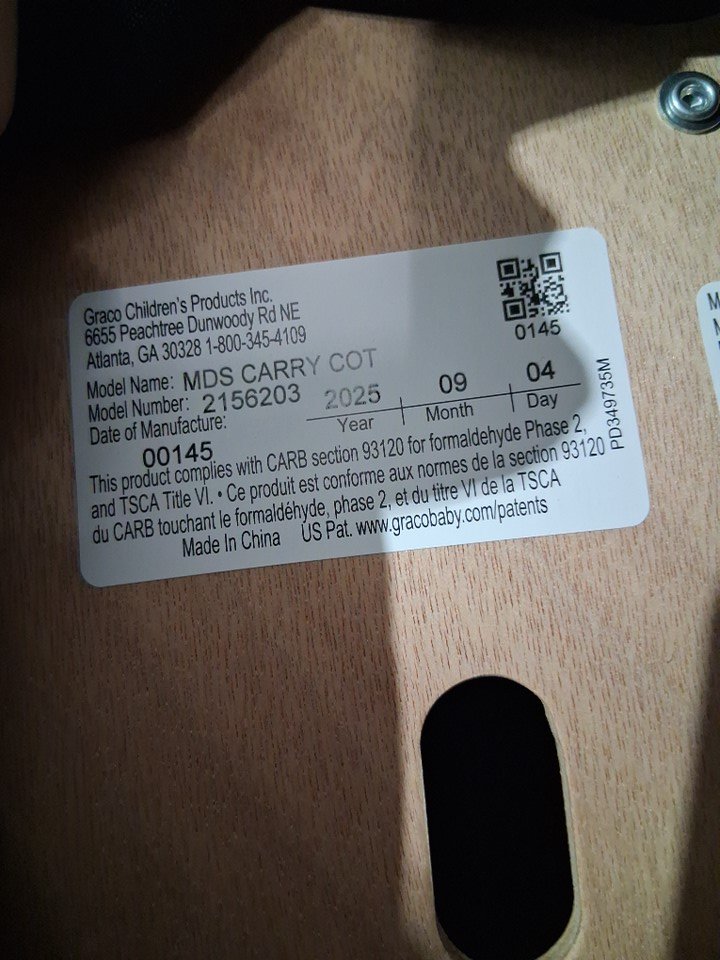 Graco Children's Products Inc.
6655 Peachtree Dunwoody Rd NE
Atlanta, GA 30328 1-800-345-4109
0145
Model Name: MDS CARRY COT
Model Number: 2156203
Date of Manufacture:
2025 09 04
Year Month Day
00145
This product complies with CARB section 93120 for formaldehyde Phase 2,
and TSCA Title VI. • Ce produit est conforme aux normes de la section 93120
du CARB touchant le formaldéhyde, phase 2, et du titre VI de la TSCA
Made In China US Pat. www.gracobaby.com/patents
PD349735M